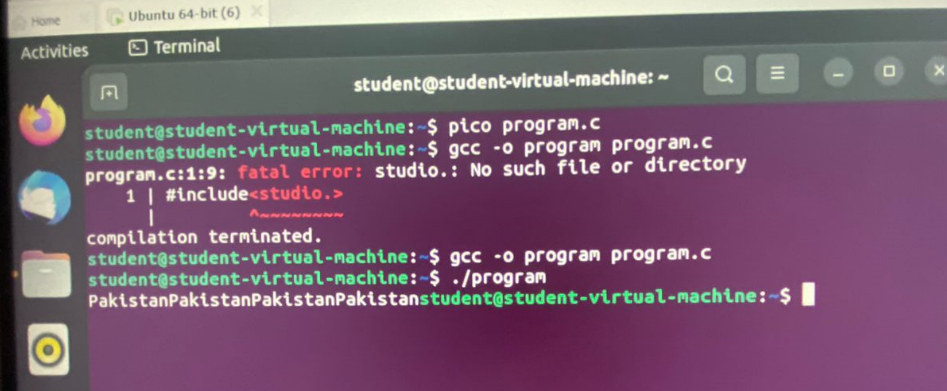 Home
Ubuntu 64-bit (6)
Activities
Terminal
student@student-virtual-machine: ~
student@student-virtual-machine:~$ pico program.c
student@student-virtual-machine:~$ gcc -o program program.c
program.c:1:9: fatal error: studio.: No such file or directory
1 | #include<studio.>
| ^~~~~~~~~
compilation terminated.
student@student-virtual-machine:~$ gcc -o program program.c
student@student-virtual-machine:~$ ./program
PakistanPakistanPakistanPakistanstudent@student-virtual-machine:~$